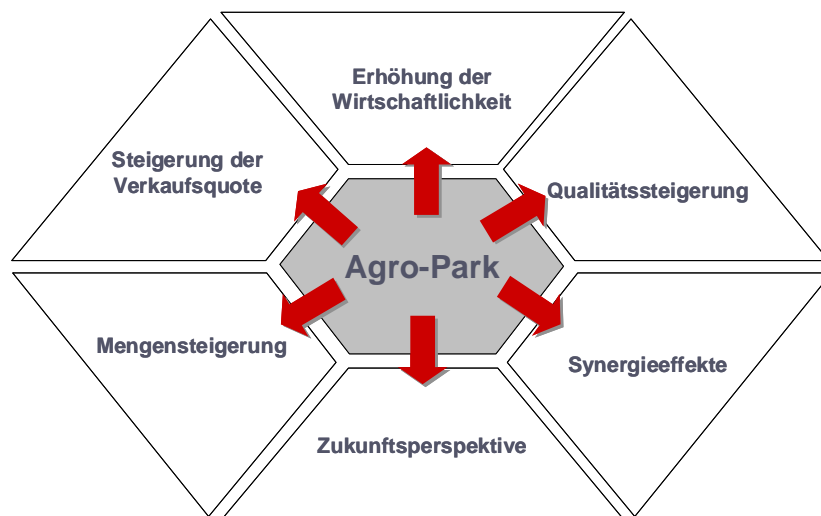 Erhöhung der
Wirtschaftlichkeit
Steigerung der
Verkaufsquote
Qualitätssteigerung
Agro-Park
Mengensteigerung
Synergieeffekte
Zukunftsperspektive